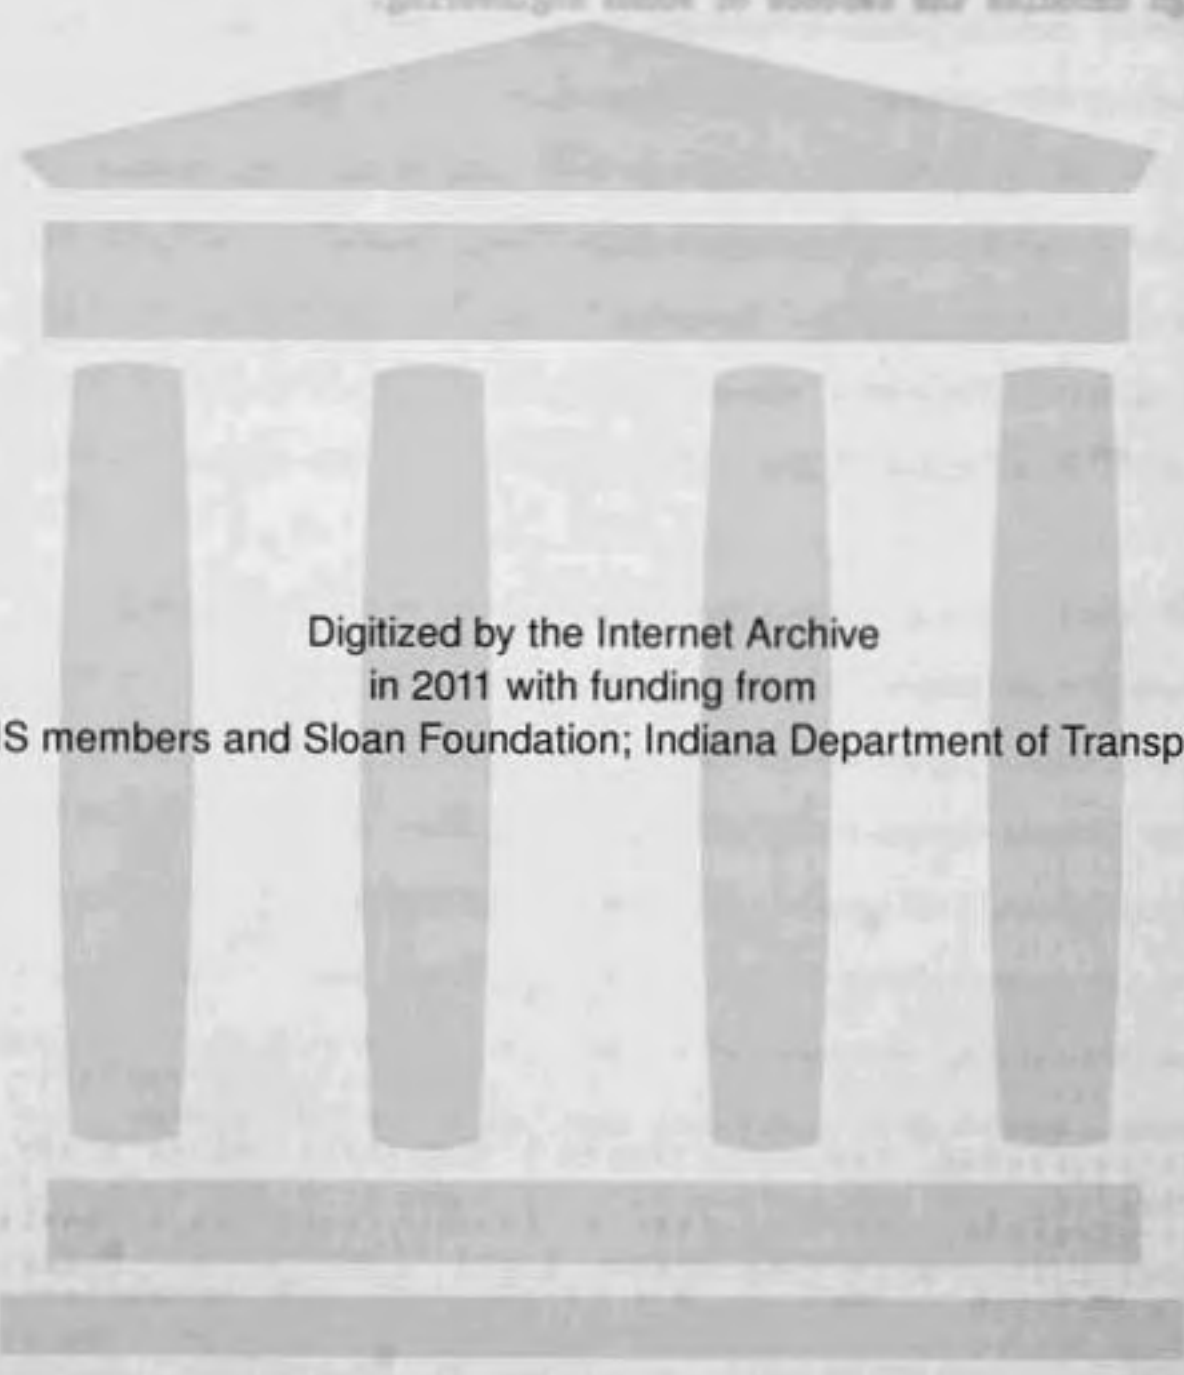 Digitized by the Internet Archive
in 2011 with funding from
S members and Sloan Foundation; Indiana Department of Transp